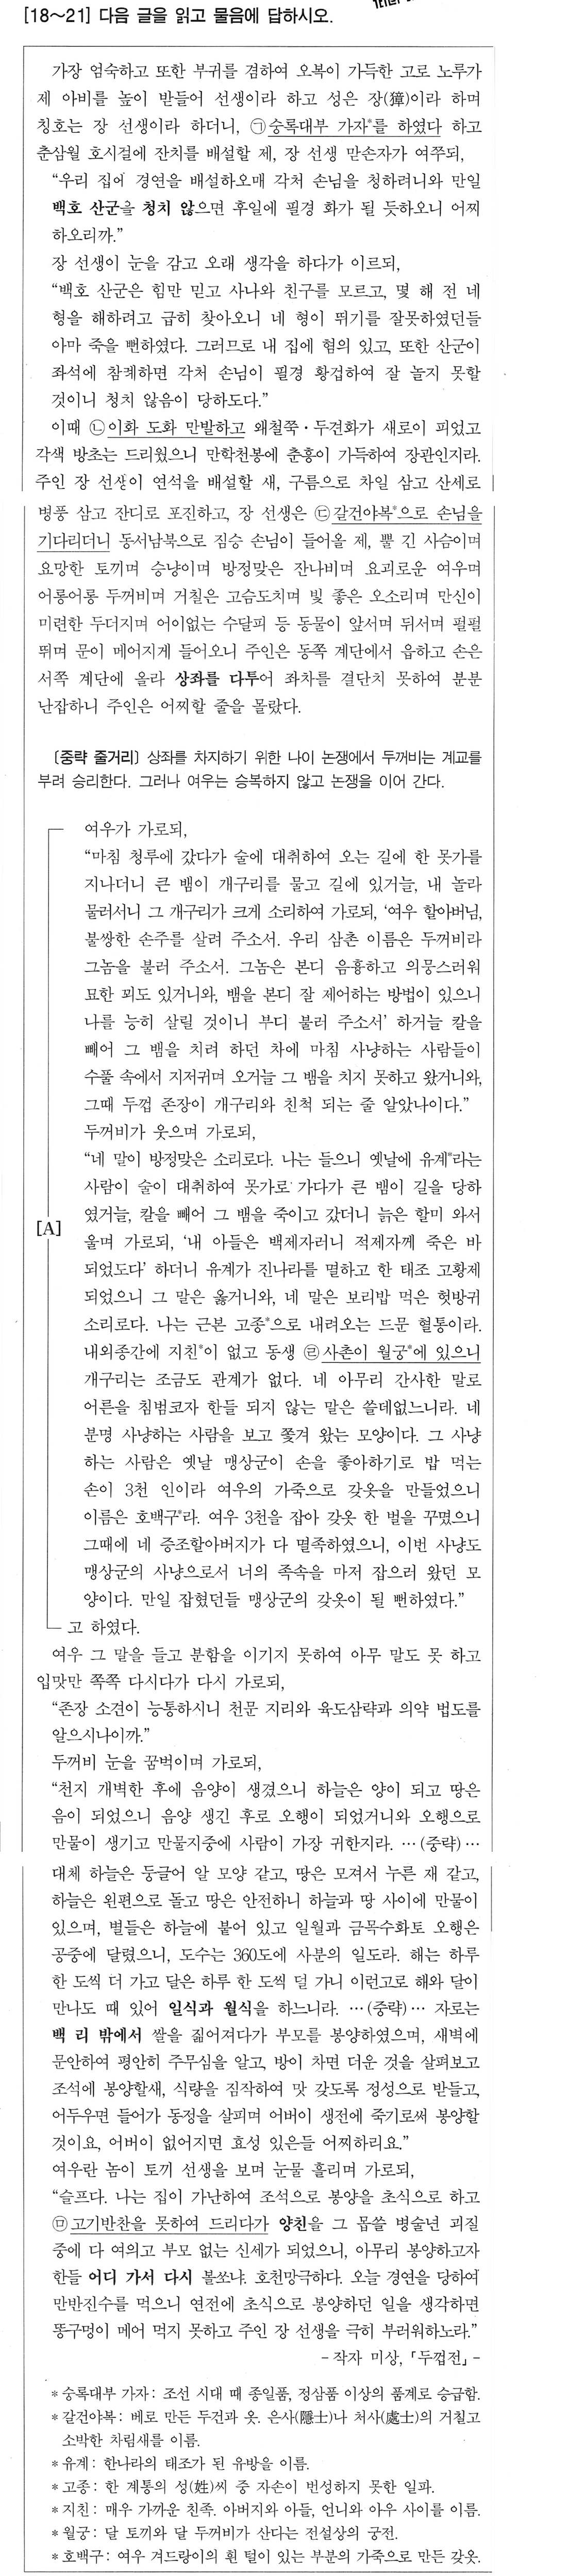 [18~21] 다음 글을 읽고 물음에 답하시오.
가장 엄숙하고 또한 부귀를 겸하여 오복이 가득한 고로 노루가
제 아비를 높이 받들어 선생이라 하고 성은 장(獐)이라 하며
칭호는 장 선생이라 하더니, ㉠숭록대부 가자*를 하였다 하고
춘삼월 호시절에 잔치를 배설할 제, 장 선생 맏손자가 여쭈되,
“우리 집에 경연을 배설하오매 각처 손님을 청하려니와 만일
백호 산군을 청치 않으면 후일에 필경 화가 될 듯하오니 어찌
하오리까.”
장 선생이 눈을 감고 오래 생각을 하다가 이르되,
“백호 산군은 힘만 믿고 사나와 친구를 모르고, 몇 해 전 네
형을 해하려고 급히 찾아오니 네 형이 뛰기를 잘못하였던들
아마 죽을 뻔하였다. 그러므로 내 집에 혐의 있고, 또한 산군이
좌석에 참례하면 각처 손님이 필경 황겁하여 잘 놀지 못할
것이니 청치 않음이 당하도다.”
이때 ㉡이화 도화 만발하고 왜철쭉·두견화가 새로이 피었고
각색 방초는 드리웠으니 만학천봉에 춘흥이 가득하여 장관인지라.
주인 장 선생이 연석을 배설할 새, 구름으로 차일 삼고 산세로
병풍 삼고 잔디로 포진하고, 장 선생은 ㉢갈건야복*으로 손님을
기다리더니 동서남북으로 짐승 손님이 들어올 제, 뿔 긴 사슴이며
요망한 토끼며 승냥이며 방정맞은 잔나비며 요괴로운 여우며
어롱어롱 두꺼비며 거칠은 고슴도치며 빛 좋은 오소리며 만신이
미련한 두더지며 어이없는 수달피 등 동물이 앞서며 뒤서며 펄펄
뛰며 문이 메어지게 들어오니 주인은 동쪽 계단에서 읍하고 손은
서쪽 계단에 올라 상좌를 다투어 좌차를 결단치 못하여 분분
난잡하니 주인은 어찌할 줄을 몰랐다.
[중략 줄거리] 상좌를 차지하기 위한 나이 논쟁에서 두꺼비는 계교를
부려 승리한다. 그러나 여우는 승복하지 않고 논쟁을 이어 간다.
여우가 가로되,
“마침 청루에 갔다가 술에 대취하여 오는 길에 한 못가를
지나더니 큰 뱀이 개구리를 물고 길에 있거늘, 내 놀라
물러서니 그 개구리가 크게 소리하여 가로되, ‘여우 할아버님,
불쌍한 손주를 살려 주소서. 우리 삼촌 이름은 두꺼비라
그놈을 불러 주소서. 그놈은 본디 음흉하고 의뭉스러워
묘한 꾀도 있거니와, 뱀을 본디 잘 제어하는 방법이 있으니
나를 능히 살릴 것이니 부디 불러 주소서’ 하거늘 칼을
빼어 그 뱀을 치려 하던 차에 마침 사냥하는 사람들이
수풀 속에서 지저귀며 오거늘 그 뱀을 치지 못하고 왔거니와,
그때 두껍 존장이 개구리와 친척 되는 줄 알았나이다.”
두꺼비가 웃으며 가로되,
“네 말이 방정맞은 소리로다. 나는 들으니 옛날에 유계*라는
사람이 술이 대취하여 못가로 가다가 큰 뱀이 길을 당하
였거늘, 칼을 빼어 그 뱀을 죽이고 갔더니 늙은 할미 와서
[A] 울며 가로되, ‘내 아들은 백제자러니 적제자께 죽은 바
되었도다’ 하더니 유계가 진나라를 멸하고 한 태조 고황제
되었으니 그 말은 옳거니와, 네 말은 보리밥 먹은 헛방귀
소리로다. 나는 근본 고종*으로 내려오는 드문 혈통이라.
내외종간에 지친*이 없고 동생 ㉣사촌이 월궁*에 있으니
개구리는 조금도 관계가 없다. 네 아무리 간사한 말로
어른을 침범코자 한들 되지 않는 말은 쓸데없느니라. 네
분명 사냥하는 사람을 보고 쫓겨 왔는 모양이다. 그 사냥
하는 사람은 옛날 맹상군이 손을 좋아하기로 밥 먹는
손이 3천 인이라 여우의 가죽으로 갖옷을 만들었으니
이름은 호백구*라. 여우 3천을 잡아 갖옷 한 벌을 꾸몄으니
그때에 네 증조할아버지가 다 멸족하였으니, 이번 사냥도
맹상군의 사냥으로서 너의 족속을 마저 잡으러 왔던 모
양이다. 만일 잡혔던들 맹상군의 갖옷이 될 뻔하였다.”
고 하였다.
여우 그 말을 듣고 분함을 이기지 못하여 아무 말도 못 하고
입맛만 쪽쪽 다시다가 다시 가로되,
“존장 소견이 능통하시니 천문 지리와 육도삼략과 의약 법도를
알으시나이까.”
두꺼비 눈을 꿈벅이며 가로되,
“천지 개벽한 후에 음양이 생겼으니 하늘은 양이 되고 땅은
음이 되었으니 음양 생긴 후로 오행이 되었거니와 오행으로
만물이 생기고 만물지중에 사람이 가장 귀한지라. …(중략)…
대체 하늘은 둥글어 알 모양 같고, 땅은 모져서 누른 재 같고,
하늘은 왼편으로 돌고 땅은 안전하니 하늘과 땅 사이에 만물이
있으며, 별들은 하늘에 붙어 있고 일월과 금목수화토 오행은
공중에 달렸으니, 도수는 360도에 사분의 일도라. 해는 하루
한 도씩 더 가고 달은 하루 한 도씩 덜 가니 이런고로 해와 달이
만나도 때 있어 일식과 월식을 하느니라. …(중략)… 자로는
백 리 밖에서 쌀을 짊어져다가 부모를 봉양하였으며, 새벽에
문안하여 평안히 주무심을 알고, 방이 차면 더운 것을 살펴보고
조석에 봉양할새, 식량을 짐작하여 맛 갖도록 정성으로 받들고,
어두우면 들어가 동정을 살피며 어버이 생전에 죽기로써 봉양할
것이요, 어버이 없어지면 효성 있은들 어찌하리요.”
여우란 놈이 토끼 선생을 보며 눈물 흘리며 가로되,
“슬프다. 나는 집이 가난하여 조석으로 봉양을 초식으로 하고
㉤고기반찬을 못하여 드리다가 양친을 그 몹쓸 병술년 괴질
중에 다 여의고 부모 없는 신세가 되었으니, 아무리 봉양하고자
한들 어디 가서 다시 볼쏘냐. 호천망극하다. 오늘 경연을 당하여
만반진수를 먹으니 연전에 초식으로 봉양하던 일을 생각하면
똥구멍이 메어 먹지 못하고 주인 장 선생을 극히 부러워하노라.”
- 작자 미상, 「두껍전」 -
* 숭록대부 가자: 조선 시대 때 종일품, 정삼품 이상의 품계로 승급함.
* 갈건야복: 베로 만든 두건과 옷. 은사(隱士)나 처사(處士)의 거칠고
소박한 차림새를 이름.
* 유계: 한나라의 태조가 된 유방을 이름.
* 고종: 한 계통의 성(姓)씨 중 자손이 번성하지 못한 일파.
* 지친: 매우 가까운 친족. 아버지와 아들, 언니와 아우 사이를 이름.
* 월궁: 달 토끼와 달 두꺼비가 산다는 전설상의 궁전.
* 호백구: 여우 겨드랑이의 흰 털이 있는 부분의 가죽으로 만든 갖옷.